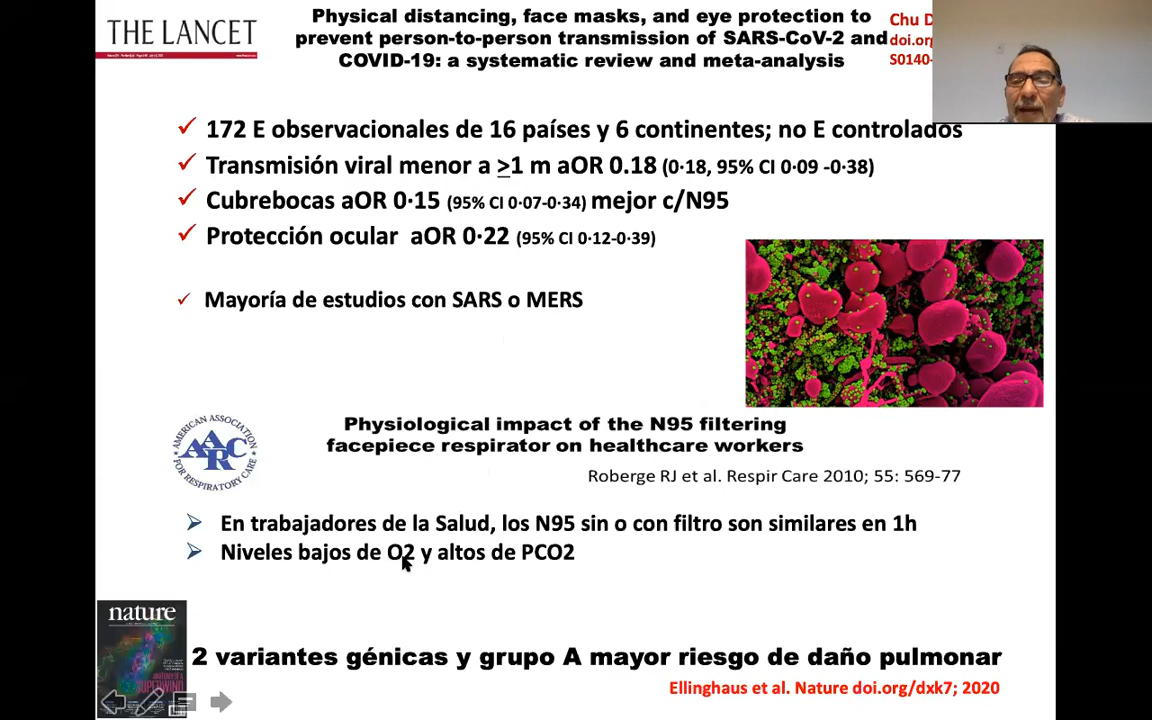 THE LANCET
Physical distancing, face masks, and eye protection to
prevent person-to-person transmission of SARS-CoV-2 and
COVID-19: a systematic review and meta-analysis
Chu D
doi.org
S0140-
✓ 172 E observacionales de 16 países y 6 continentes; no E controlados
✓ Transmisión viral menor a >1 m aOR 0.18 (0·18, 95% CI 0·09 -0·38)
✓ Cubrebocas aOR 0·15 (95% CI 0·07-0·34) mejor c/N95
✓ Protección ocular aOR 0·22 (95% CI 0·12-0·39)
✓ Mayoría de estudios con SARS o MERS
AMERICAN ASSOCIATION
AARC
FOR RESPIRATORY CARE
Physiological impact of the N95 filtering
facepiece respirator on healthcare workers
Roberge RJ et al. Respir Care 2010; 55: 569-77
➢ En trabajadores de la Salud, los N95 sin o con filtro son similares en 1h
➢ Niveles bajos de O2 y altos de PCO2
nature
SUPERWIND
2 variantes génicas y grupo A mayor riesgo de daño pulmonar
Ellinghaus et al. Nature doi.org/dxk7; 2020